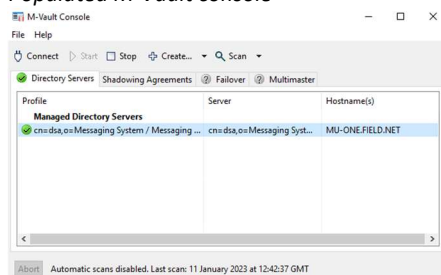 Populated M-Vault console
M-Vault Console
File Help
Connect Start Stop Create... Scan
Directory Servers Shadowing Agreements Failover Multimaster
Profile Server Hostname(s)
Managed Directory Servers
cn=dsa,o=Messaging System / Messaging ... cn=dsa,o=Messaging Syst... MU-ONE.FIELD.NET
Abort Automatic scans disabled. Last scan: 11 January 2023 at 12:42:37 GMT